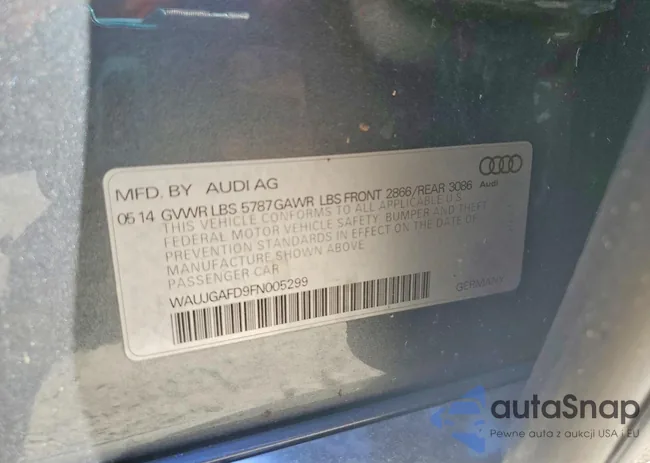 MFD. BY AUDI AG
Audi
05 14 GVWR LBS 5787 GAWR LBS FRONT 2866/REAR 3086
THIS VEHICLE CONFORMS TO ALL APPLICABLE U.S.
FEDERAL MOTOR VEHICLE SAFETY, BUMPER AND THEFT
PREVENTION STANDARDS IN EFFECT ON THE DATE OF
MANUFACTURE SHOWN ABOVE
PASSENGER CAR
WAUJGAFD9FN005299
GERMANY
autaSnap
Pewne auta z aukcji USA i EU